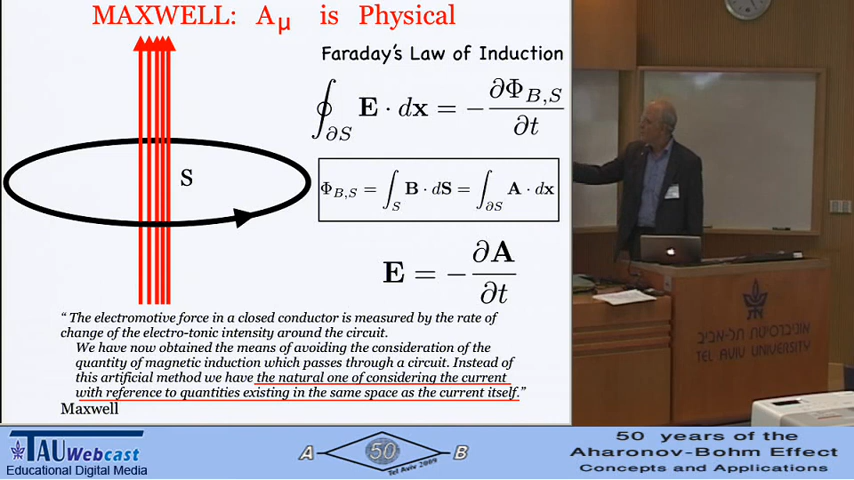 MAXWELL: Aμ is Physical
Faraday's Law of Induction
∮∂S E · dx = − ∂ΦB,S / ∂t
S
ΦB,S = ∫S B · dS = ∫∂S A · dx
E = − ∂A / ∂t
“ The electromotive force in a closed conductor is measured by the rate of
change of the electro-tonic intensity around the circuit.
We have now obtained the means of avoiding the consideration of the
quantity of magnetic induction which passes through a circuit. Instead of
this artificial method we have the natural one of considering the current
with reference to quantities existing in the same space as the current itself.”
Maxwell
אוניברסיטת תל-אביב
TEL AVIV UNIVERSITY
TAU Webcast
Educational Digital Media
A 50 B
Tel Aviv 2009
50 years of the
Aharonov-Bohm Effect
Concepts and Applications